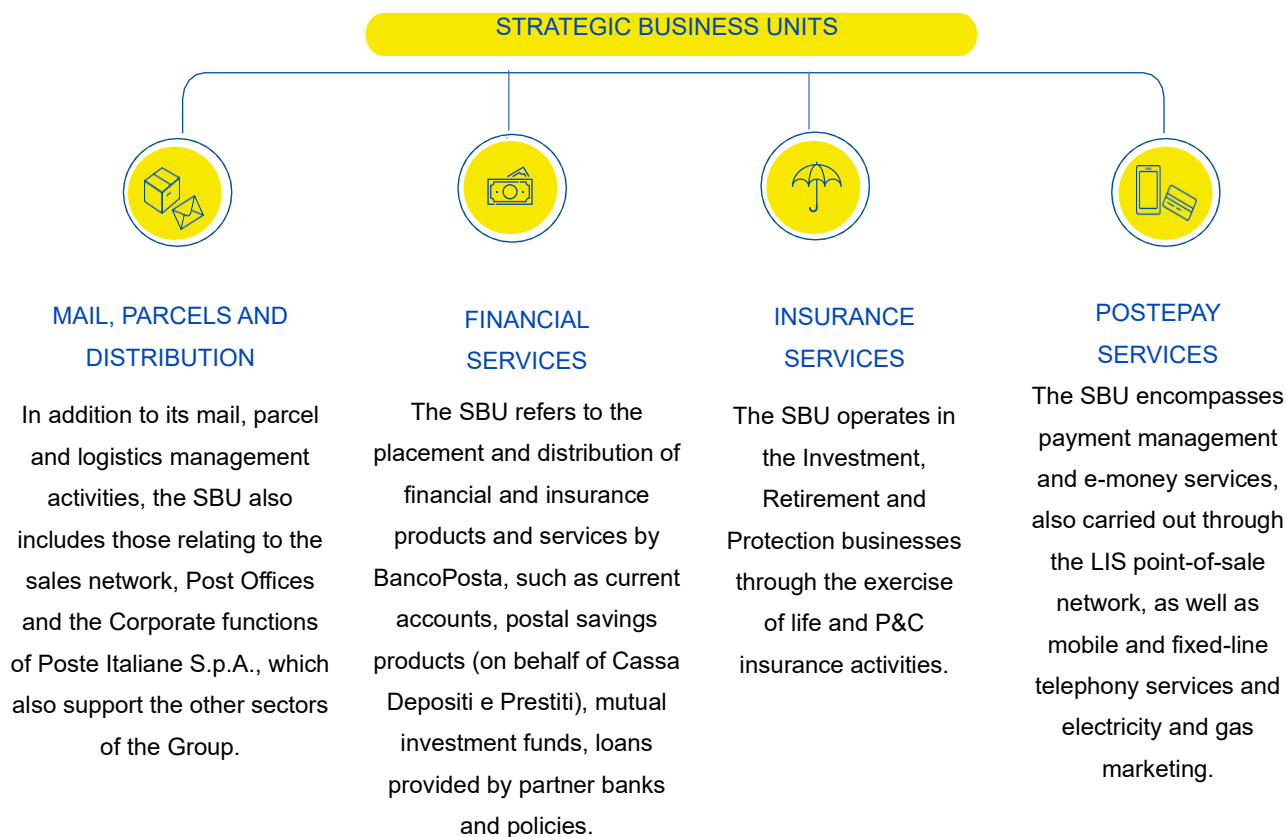 STRATEGIC BUSINESS UNITS
MAIL, PARCELS AND
DISTRIBUTION
In addition to its mail, parcel
and logistics management
activities, the SBU also
includes those relating to the
sales network, Post Offices
and the Corporate functions
of Poste Italiane S.p.A., which
also support the other sectors
of the Group.
FINANCIAL
SERVICES
The SBU refers to the
placement and distribution of
financial and insurance
products and services by
BancoPosta, such as current
accounts, postal savings
products (on behalf of Cassa
Depositi e Prestiti), mutual
investment funds, loans
provided by partner banks
and policies.
INSURANCE
SERVICES
The SBU operates in
the Investment,
Retirement and
Protection businesses
through the exercise
of life and P&C
insurance activities.
POSTEPAY
SERVICES
The SBU encompasses
payment management
and e-money services,
also carried out through
the LIS point-of-sale
network, as well as
mobile and fixed-line
telephony services and
electricity and gas
marketing.